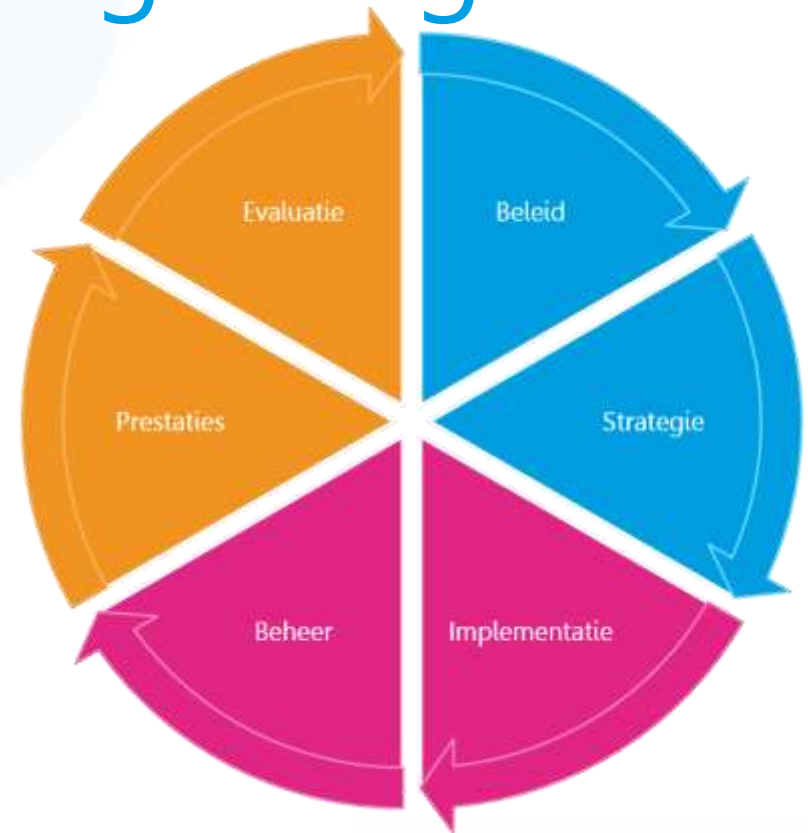 Beleid
Strategie
Implementatie
Beheer
Prestaties
Evaluatie